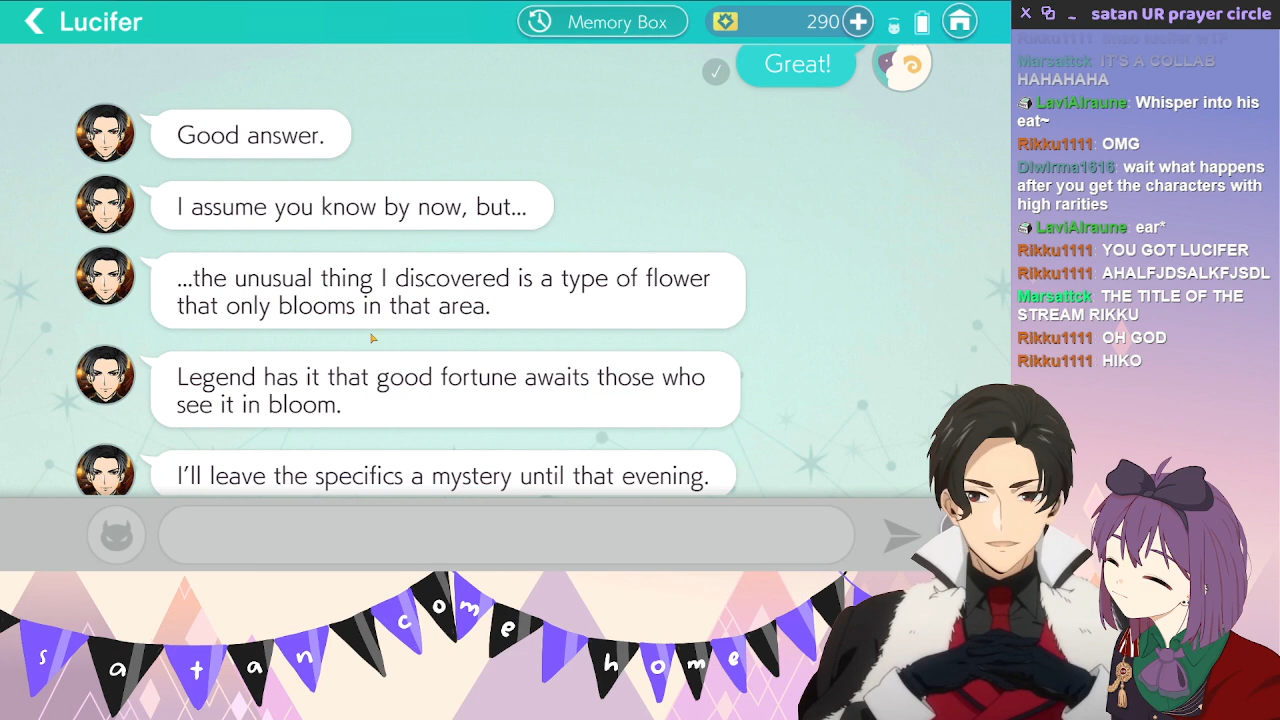 Lucifer
Memory Box
290
Great!
Good answer.
I assume you know by now, but...
...the unusual thing I discovered is a type of flower
that only blooms in that area.
Legend has it that good fortune awaits those who
see it in bloom.
I'll leave the specifics a mystery until that evening.
satan come home
satan UR prayer circle
Marsattck: IT'S A COLLAB
HAHAHAHA
LaviAlraune: Whisper into his
eat~
Rikku1111: OMG
Dlwlrma1616: wait what happens
after you get the characters with
high rarities
LaviAlraune: ear*
Rikku1111: YOU GOT LUCIFER
Rikku1111: AHALFJDSALKFJSDL
Marsattck: THE TITLE OF THE
STREAM RIKKU
Rikku1111: OH GOD
Rikku1111: HIKO